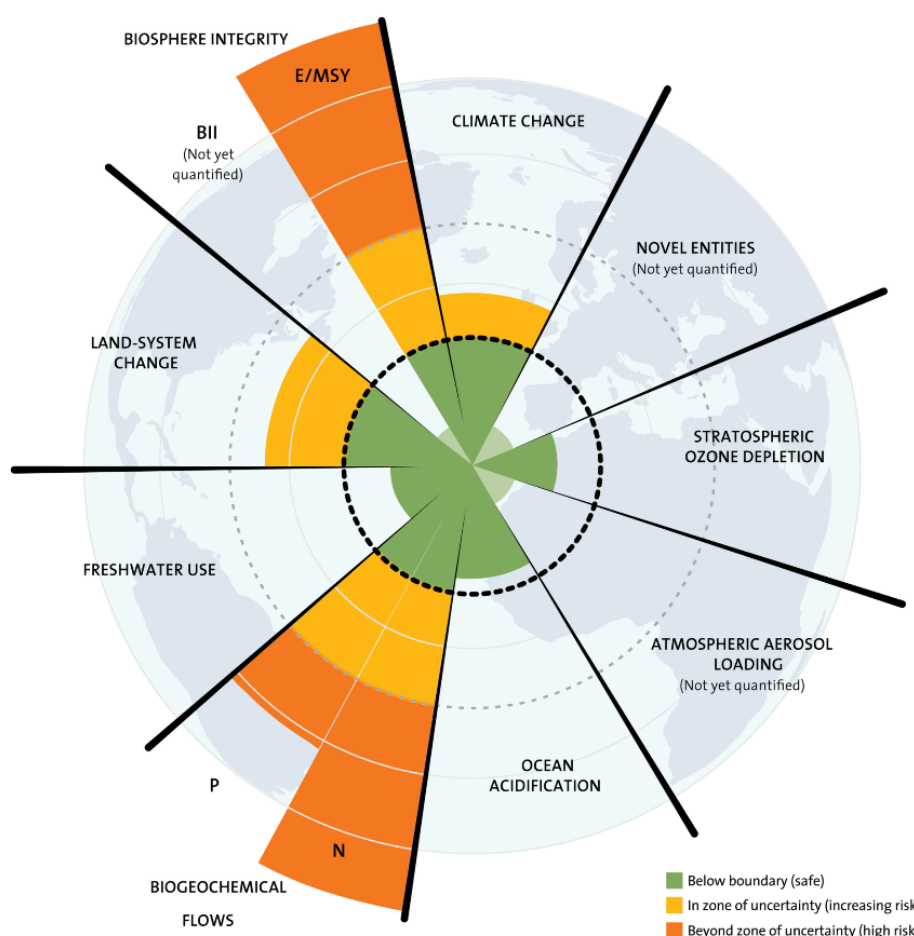 BIOSPHERE INTEGRITY
E/MSY
BII
(Not yet
quantified)
CLIMATE CHANGE
NOVEL ENTITIES
(Not yet quantified)
LAND-SYSTEM
CHANGE
STRATOSPHERIC
OZONE DEPLETION
FRESHWATER USE
ATMOSPHERIC AEROSOL
LOADING
(Not yet quantified)
OCEAN
ACIDIFICATION
P
N
BIOGEOCHEMICAL
FLOWS
Below boundary (safe)
In zone of uncertainty (increasing risk
Beyond zone of uncertainty (high risk